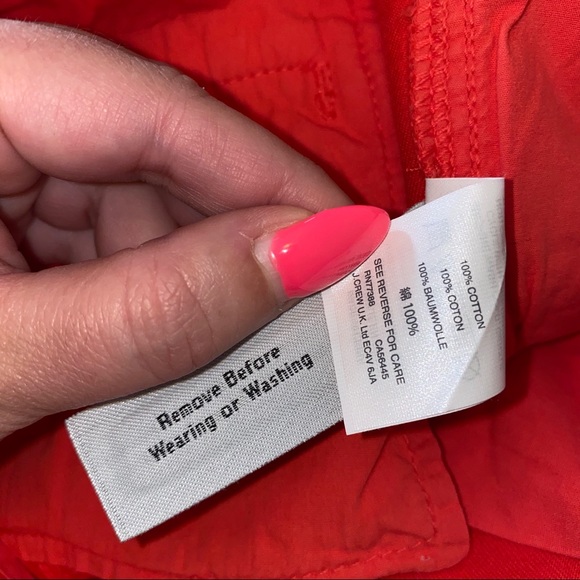 100% COTTON
100% COTON
100% BAUMWOLLE
綿 100%
SEE REVERSE FOR CARE
RN77388 CA56445
J.CREW U.K. Ltd EC4V 6JA
Remove Before
Wearing or Washing